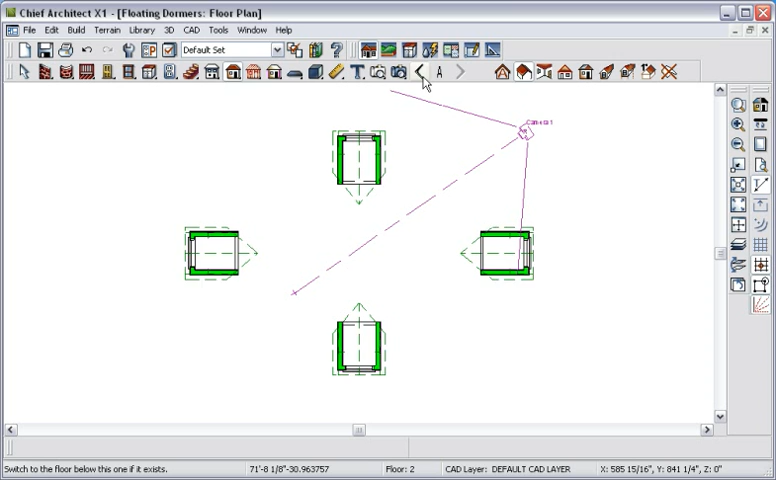 Chief Architect X1 - [Floating Dormers: Floor Plan]
File Edit Build Terrain Library 3D CAD Tools Window Help
Default Set
A
Camera 1
Switch to the floor below this one if it exists.
71'-8 1/8"-30.963757
Floor: 2
CAD Layer: DEFAULT CAD LAYER
X: 585 15/16", Y: 841 1/4", Z: 0"